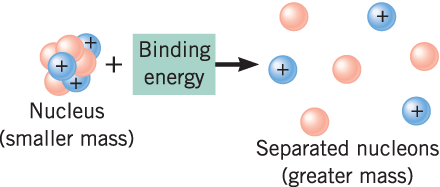 +
+
+
+
Binding
energy
Nucleus
(smaller mass)
+
+
+
Separated nucleons
(greater mass)